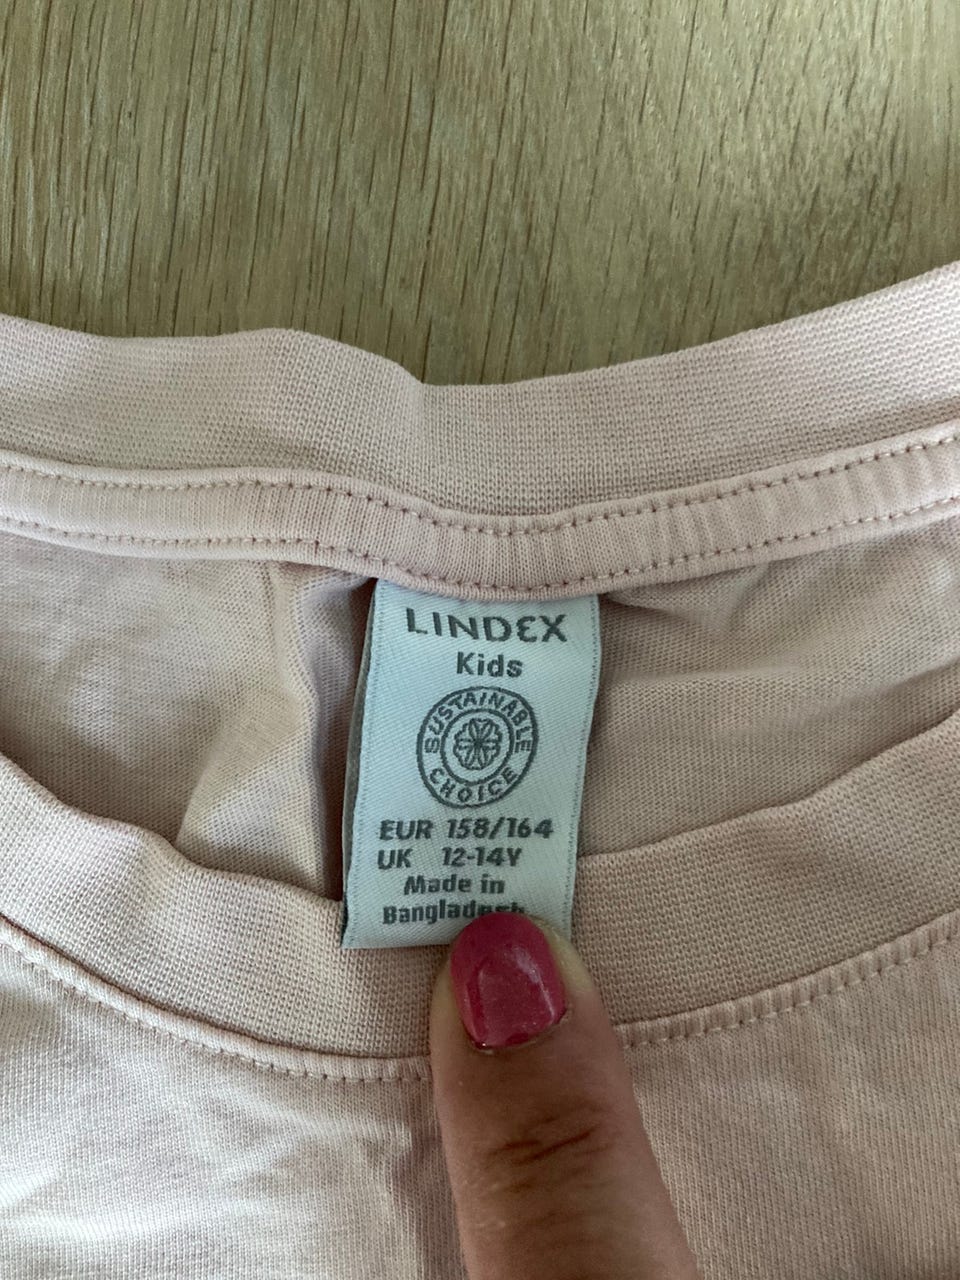 LINDEX
Kids
SUSTAINABLE
CHOICE
EUR 158/164
UK 12-14Y
Made in
Bangladesh